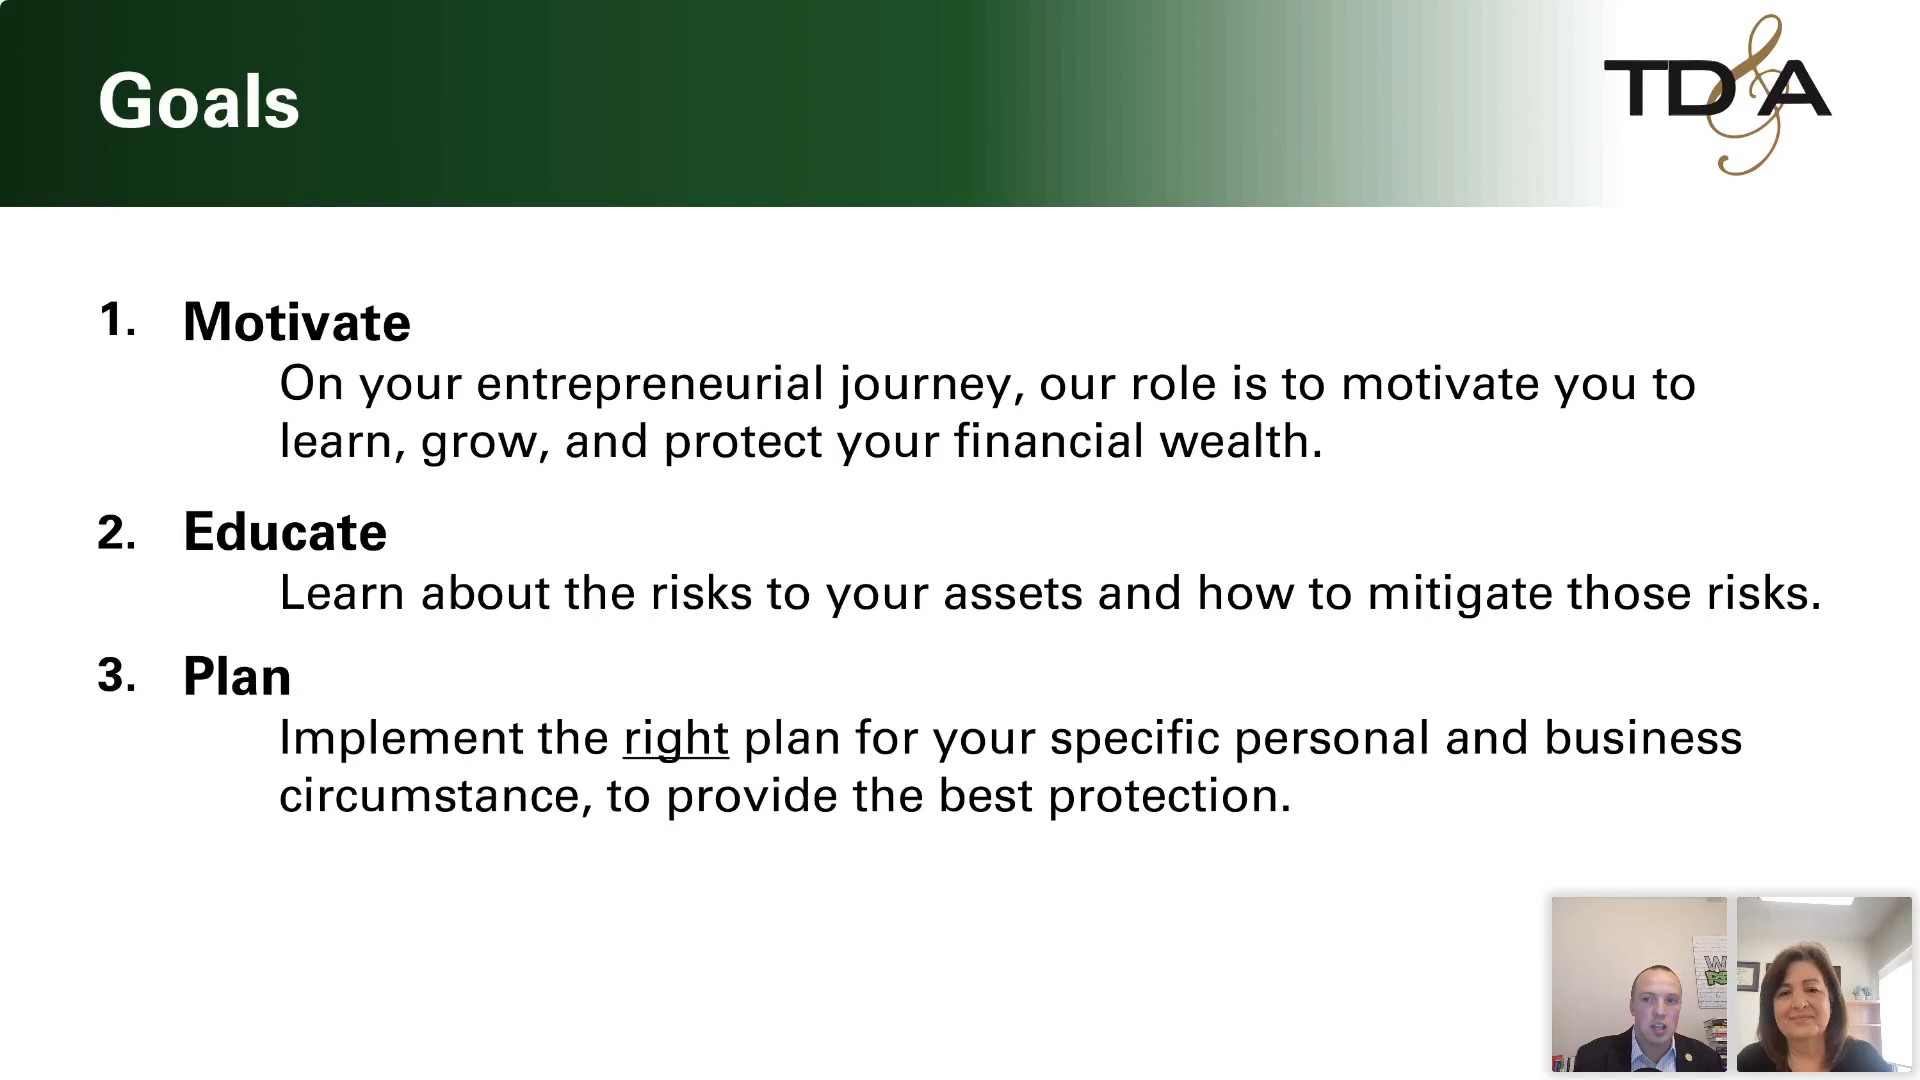 Goals
TD&A
1. Motivate
On your entrepreneurial journey, our role is to motivate you to
learn, grow, and protect your financial wealth.
2. Educate
Learn about the risks to your assets and how to mitigate those risks.
3. Plan
Implement the right plan for your specific personal and business
circumstance, to provide the best protection.